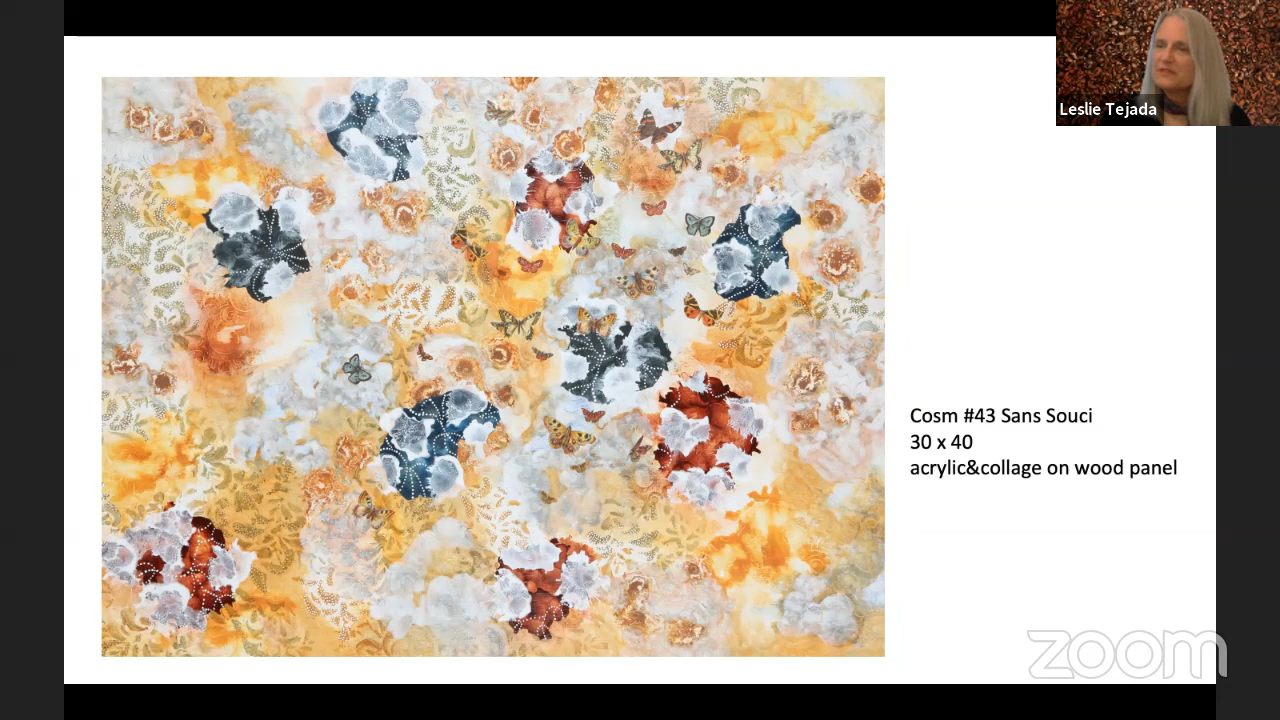 Leslie Tejada
Cosm #43 Sans Souci
30 x 40
acrylic&collage on wood panel
zoom